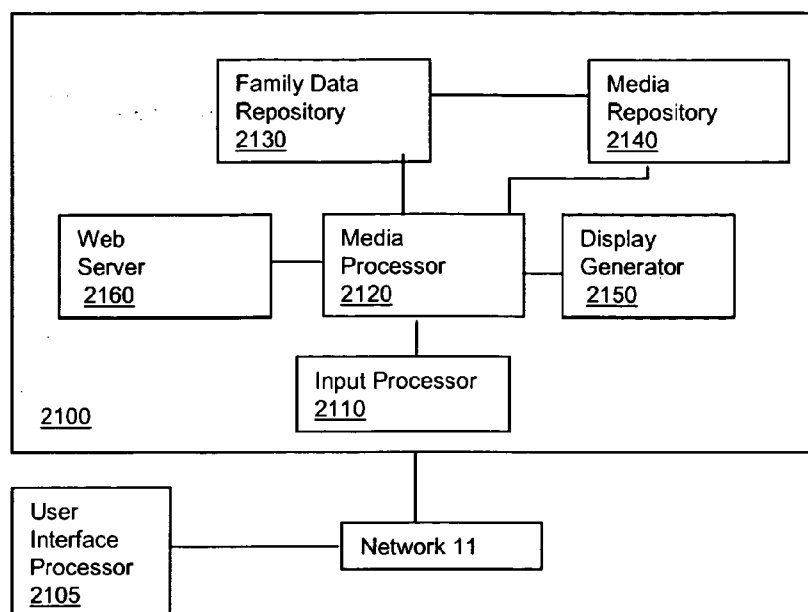 Family Data
Repository
2130
Media
Repository
2140
Web
Server
2160
Media
Processor
2120
Display
Generator
2150
Input Processor
2110
2100
User
Interface
Processor
2105
Network 11